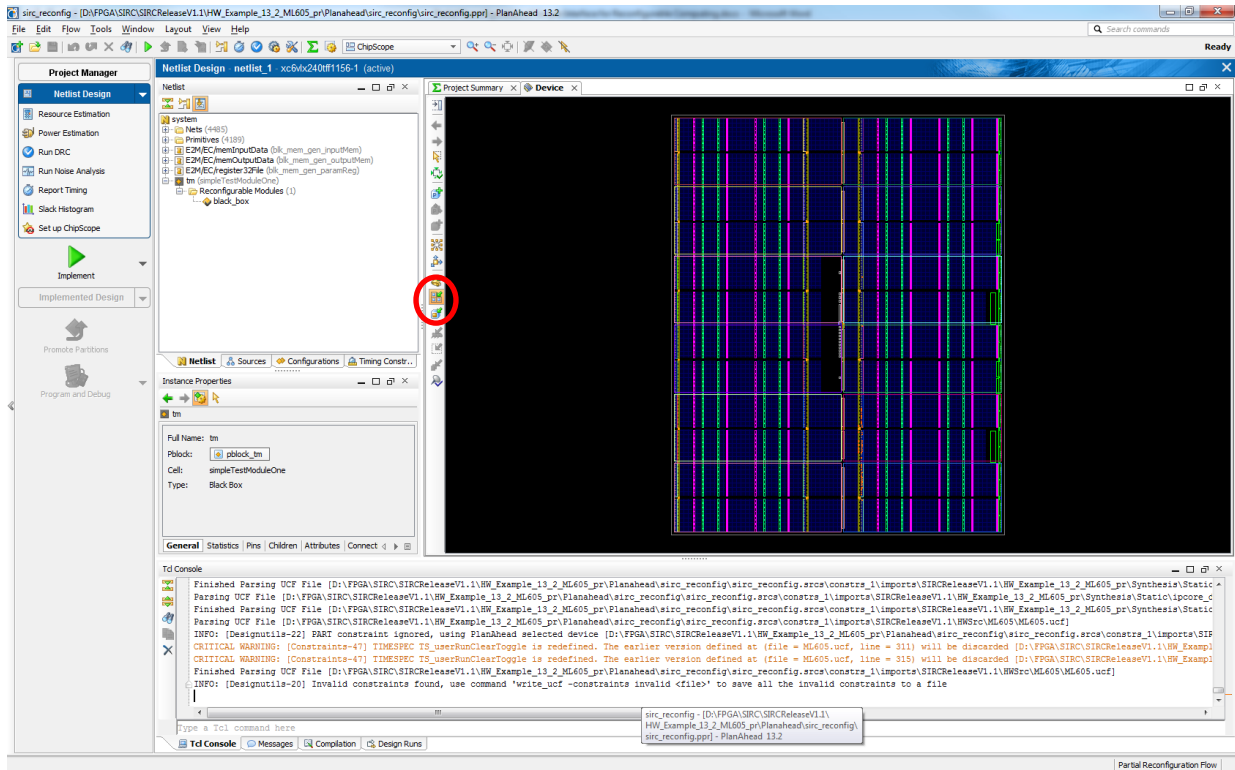 sirc_reconfig - [D:\FPGA\SIRC\SIRCReleaseV1.1\HW_Example_13_2_ML605_pr\Planahead\sirc_reconfig\sirc_reconfig.ppr] - PlanAhead 13.2
File Edit Flow Tools Window Layout View Help
Search commands
ChipScope
Ready
Project Manager
Netlist Design - netlist_1 - xc6vlx240tff1156-1 (active)
Netlist Design
Resource Estimation
Power Estimation
Run DRC
Run Noise Analysis
Report Timing
Slack Histogram
Set up ChipScope
Implement
Implemented Design
Promote Partitions
Program and Debug
Netlist
system
Nets (4485)
Primitives (4189)
E2M/EC/memInputData (blk_mem_gen_inputMem)
E2M/EC/memOutputData (blk_mem_gen_outputMem)
E2M/EC/register32File (blk_mem_gen_paramReg)
tm (simpleTestModuleOne)
Reconfigurable Modules (1)
black_box
Netlist Sources Configurations Timing Constr..
Instance Properties
tm
Full Name: tm
Pblock: pblock_tm
Cell: simpleTestModuleOne
Type: Black Box
General Statistics Pins Children Attributes Connect
Project Summary Device
Tcl Console
Finished Parsing UCF File [D:\FPGA\SIRC\SIRCReleaseV1.1\HW_Example_13_2_ML605_pr\Planahead\sirc_reconfig\sirc_reconfig.srcs\constrs_1\imports\SIRCReleaseV1.1\HW_Example_13_2_ML605_pr\Synthesis\Static
Parsing UCF File [D:\FPGA\SIRC\SIRCReleaseV1.1\HW_Example_13_2_ML605_pr\Planahead\sirc_reconfig\sirc_reconfig.srcs\constrs_1\imports\SIRCReleaseV1.1\HW_Example_13_2_ML605_pr\Synthesis\Static\ipcore_d
Finished Parsing UCF File [D:\FPGA\SIRC\SIRCReleaseV1.1\HW_Example_13_2_ML605_pr\Planahead\sirc_reconfig\sirc_reconfig.srcs\constrs_1\imports\SIRCReleaseV1.1\HW_Example_13_2_ML605_pr\Synthesis\Static
Parsing UCF File [D:\FPGA\SIRC\SIRCReleaseV1.1\HW_Example_13_2_ML605_pr\Planahead\sirc_reconfig\sirc_reconfig.srcs\constrs_1\imports\SIRCReleaseV1.1\HWSrc\ML605\ML605.ucf]
INFO: [Designutils-22] PART constraint ignored, using PlanAhead selected device [D:\FPGA\SIRC\SIRCReleaseV1.1\HW_Example_13_2_ML605_pr\Planahead\sirc_reconfig\sirc_reconfig.srcs\constrs_1\imports\SIR
CRITICAL WARNING: [Constraints-47] TIMESPEC TS_userRunClearToggle is redefined. The earlier version defined at (file = ML605.ucf, line = 311) will be discarded [D:\FPGA\SIRC\SIRCReleaseV1.1\HW_Exampl
CRITICAL WARNING: [Constraints-47] TIMESPEC TS_userRunClearToggle is redefined. The earlier version defined at (file = ML605.ucf, line = 315) will be discarded [D:\FPGA\SIRC\SIRCReleaseV1.1\HW_Exampl
Finished Parsing UCF File [D:\FPGA\SIRC\SIRCReleaseV1.1\HW_Example_13_2_ML605_pr\Planahead\sirc_reconfig\sirc_reconfig.srcs\constrs_1\imports\SIRCReleaseV1.1\HWSrc\ML605\ML605.ucf]
INFO: [Designutils-20] Invalid constraints found, use command 'write_ucf -constraints invalid <file>' to save all the invalid constraints to a file
sirc_reconfig - [D:\FPGA\SIRC\SIRCReleaseV1.1\
HW_Example_13_2_ML605_pr\Planahead\sirc_reconfig\
sirc_reconfig.ppr] - PlanAhead 13.2
Type a Tcl command here
Tcl Console Messages Compilation Design Runs
Partial Reconfiguration Flow